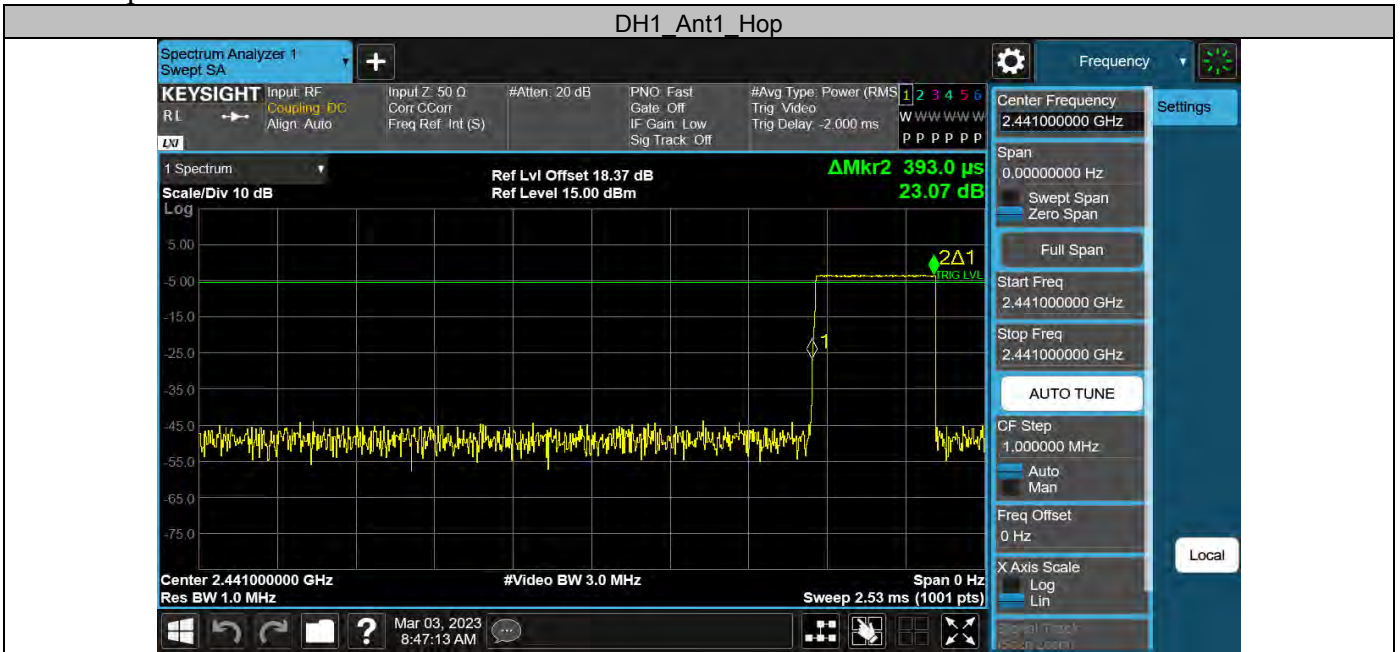 DH1_Ant1_Hop
Spectrum Analyzer 1
Swept SA
Frequency
KEYSIGHT
RL
LXI
Input: RF
Coupling: DC
Align: Auto
Input Z: 50 Ω
Corr CCorr
Freq Ref: Int (S)
#Atten: 20 dB
PNO: Fast
Gate: Off
IF Gain: Low
Sig Track: Off
#Avg Type: Power (RMS
Trig: Video
Trig Delay: -2.000 ms
1 2 3 4 5 6
W W W W W W
P P P P P P
Center Frequency
2.441000000 GHz
Settings
1 Spectrum
Scale/Div 10 dB
Ref Lvl Offset 18.37 dB
Ref Level 15.00 dBm
ΔMkr2 393.0 µs
23.07 dB
Span
0.00000000 Hz
Swept Span
Zero Span
Full Span
Start Freq
2.441000000 GHz
Stop Freq
2.441000000 GHz
AUTO TUNE
CF Step
1.000000 MHz
Auto
Man
Freq Offset
0 Hz
X Axis Scale
Log
Lin
Local
Log
5.00
-5.00
-15.0
-25.0
-35.0
-45.0
-55.0
-65.0
-75.0
2Δ1
TRIG LVL
1
Center 2.441000000 GHz
Res BW 1.0 MHz
#Video BW 3.0 MHz
Span 0 Hz
Sweep 2.53 ms (1001 pts)
?
Mar 03, 2023
8:47:13 AM